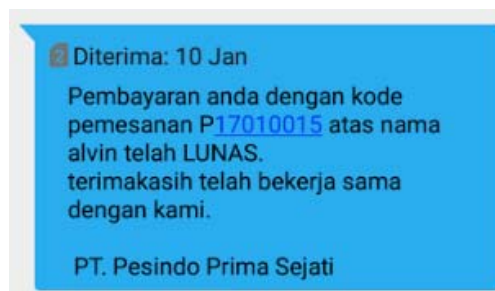 2 Diterima: 10 Jan
Pembayaran anda dengan kode
pemesanan P17010015 atas nama
alvin telah LUNAS.
terimakasih telah bekerja sama
dengan kami.
PT. Pesindo Prima Sejati